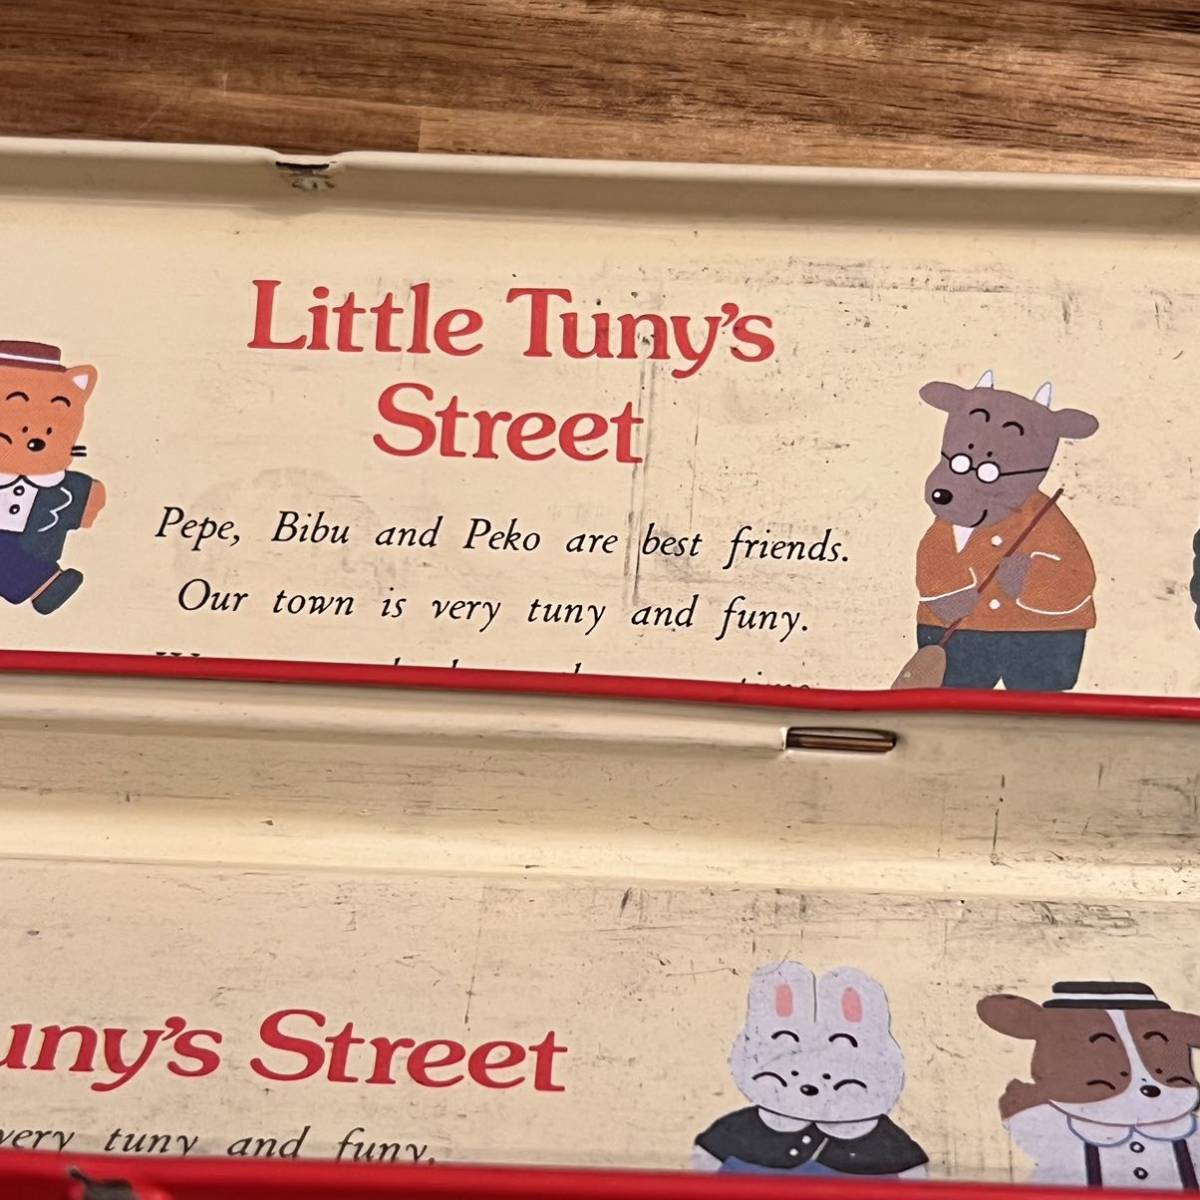 Little Tuny's
Street
Pepe, Bibu and Peko are best friends.
Our town is very tuny and funy.
uny's Street
very tuny and funy.